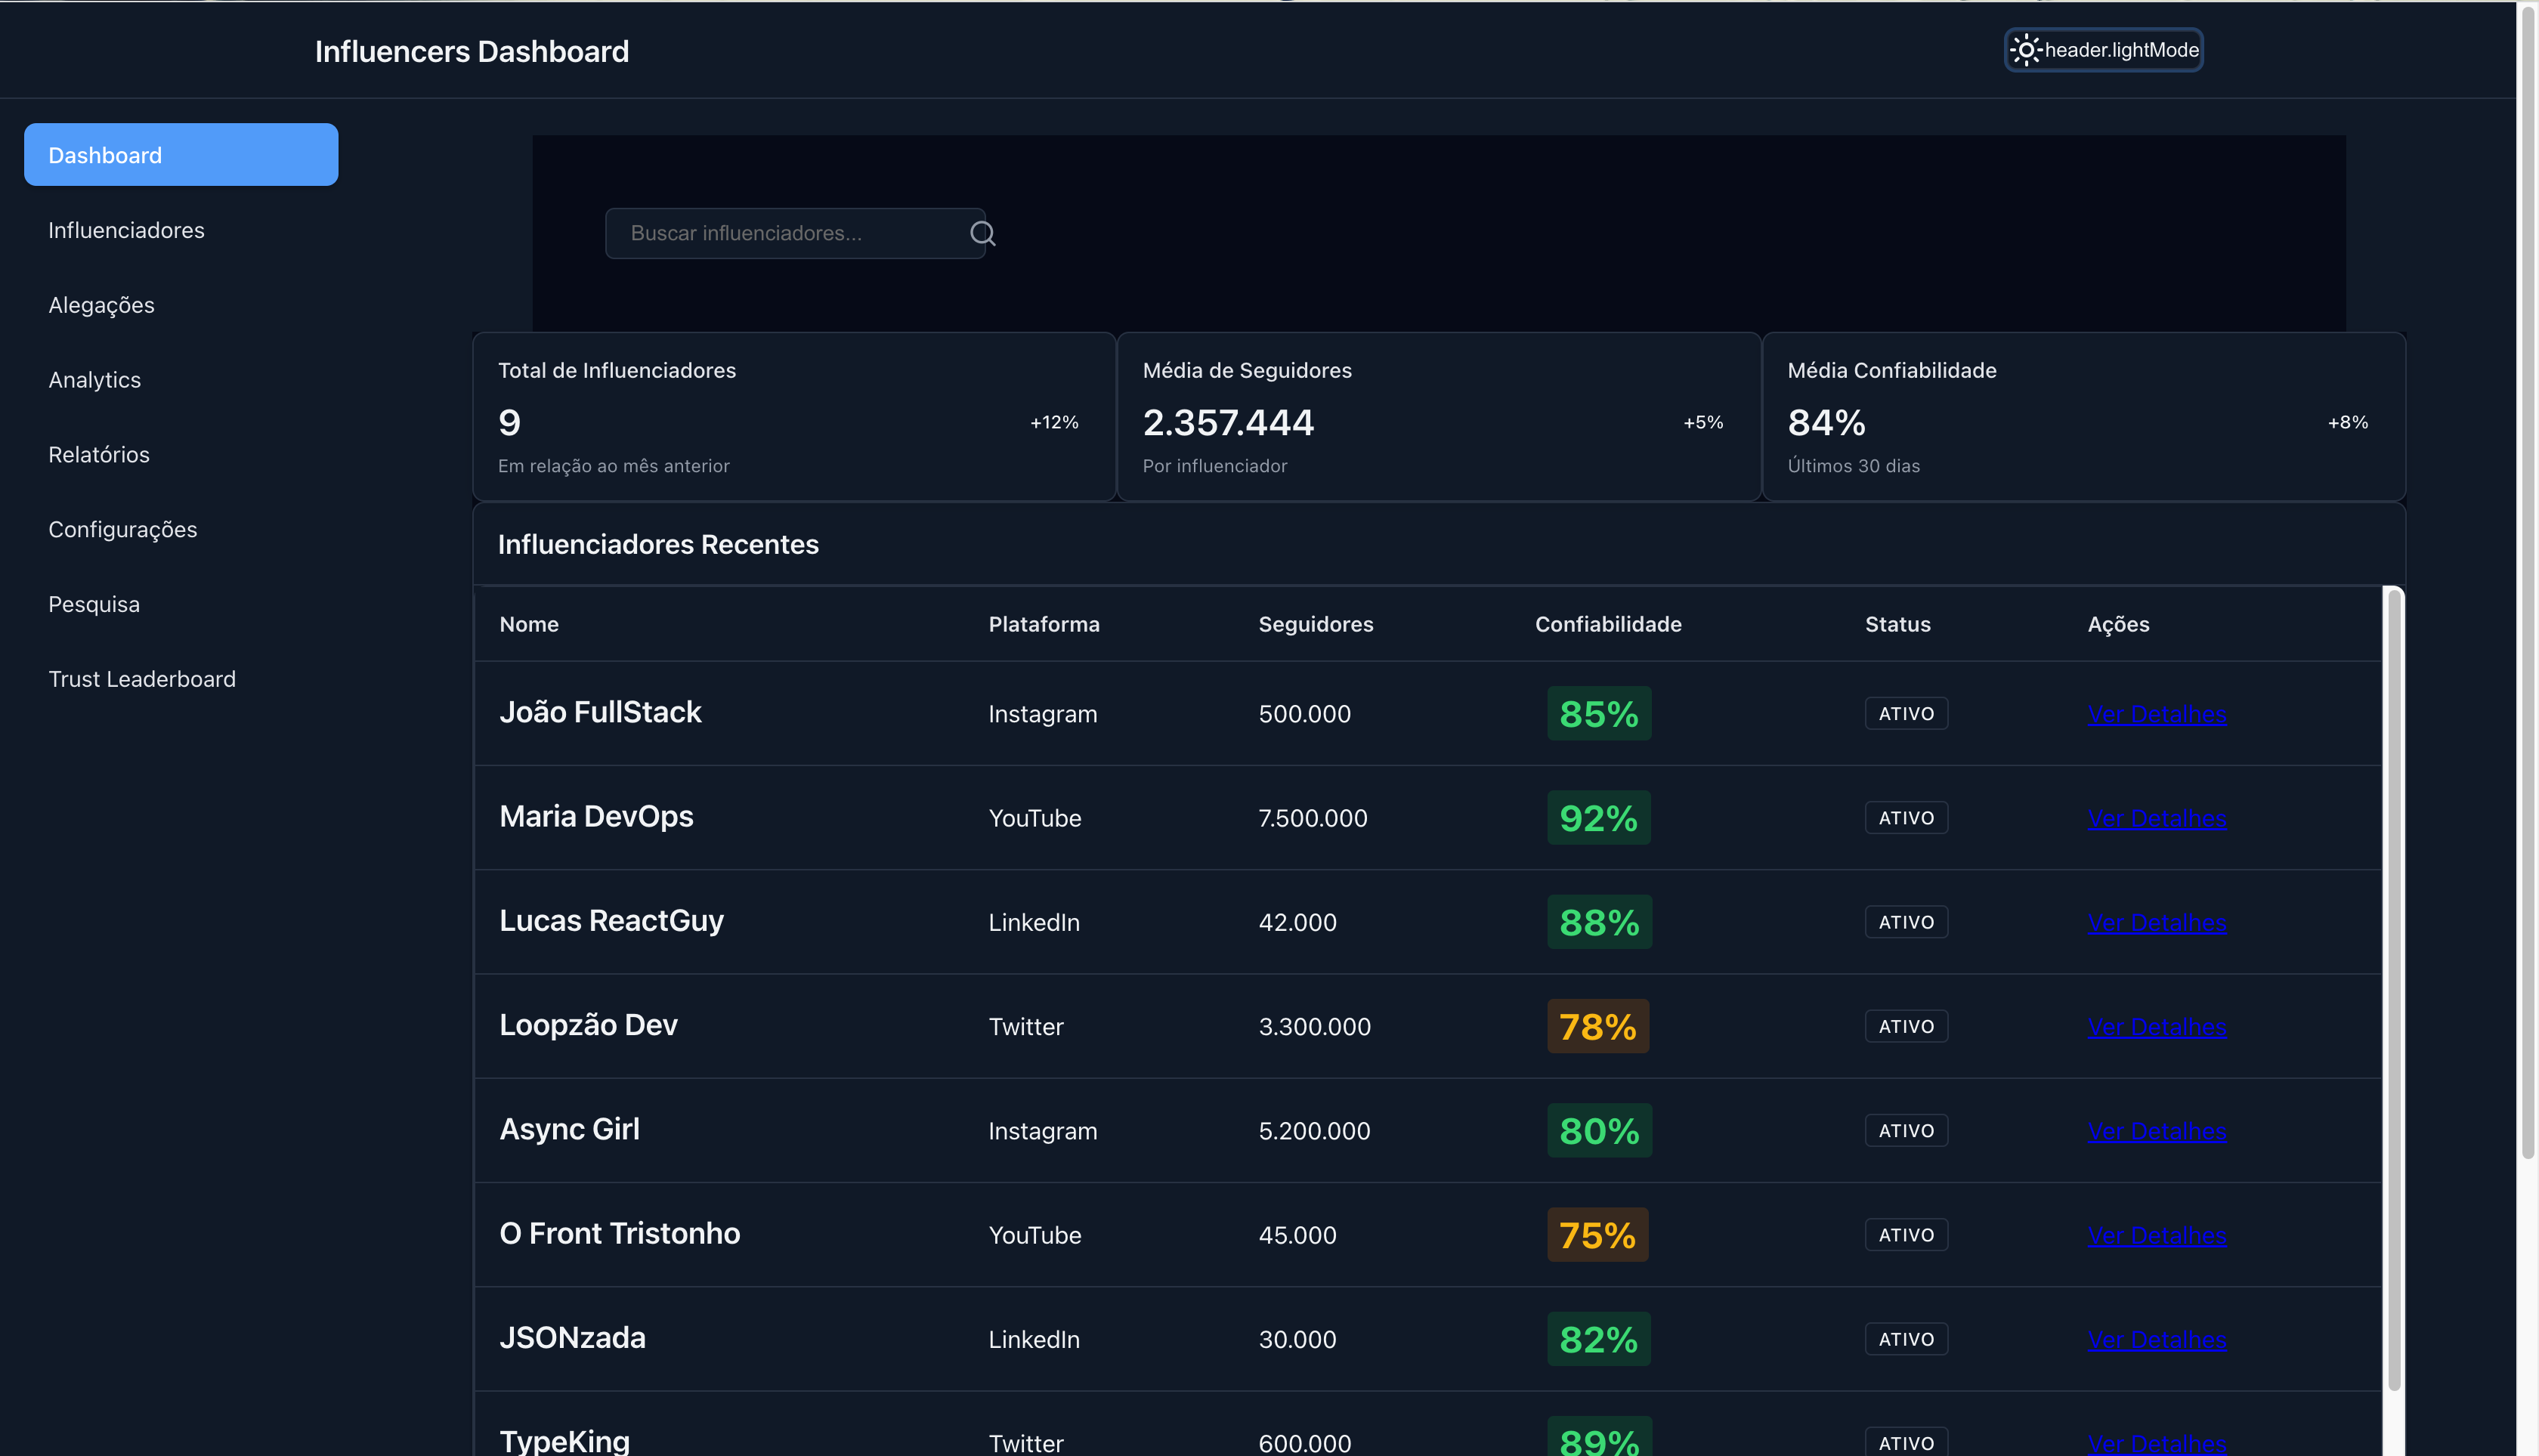 Influencers Dashboard
header.lightMode
Dashboard
Influenciadores
Alegações
Analytics
Relatórios
Configurações
Pesquisa
Trust Leaderboard
Buscar influenciadores...
Total de Influenciadores
9 +12%
Em relação ao mês anterior
Média de Seguidores
2.357.444 +5%
Por influenciador
Média Confiabilidade
84% +8%
Últimos 30 dias
Influenciadores Recentes
Nome Plataforma Seguidores Confiabilidade Status Ações
João FullStack Instagram 500.000 85% ATIVO Ver Detalhes
Maria DevOps YouTube 7.500.000 92% ATIVO Ver Detalhes
Lucas ReactGuy LinkedIn 42.000 88% ATIVO Ver Detalhes
Loopzão Dev Twitter 3.300.000 78% ATIVO Ver Detalhes
Async Girl Instagram 5.200.000 80% ATIVO Ver Detalhes
O Front Tristonho YouTube 45.000 75% ATIVO Ver Detalhes
JSONzada LinkedIn 30.000 82% ATIVO Ver Detalhes
TypeKing Twitter 600.000 89% ATIVO Ver Detalhes